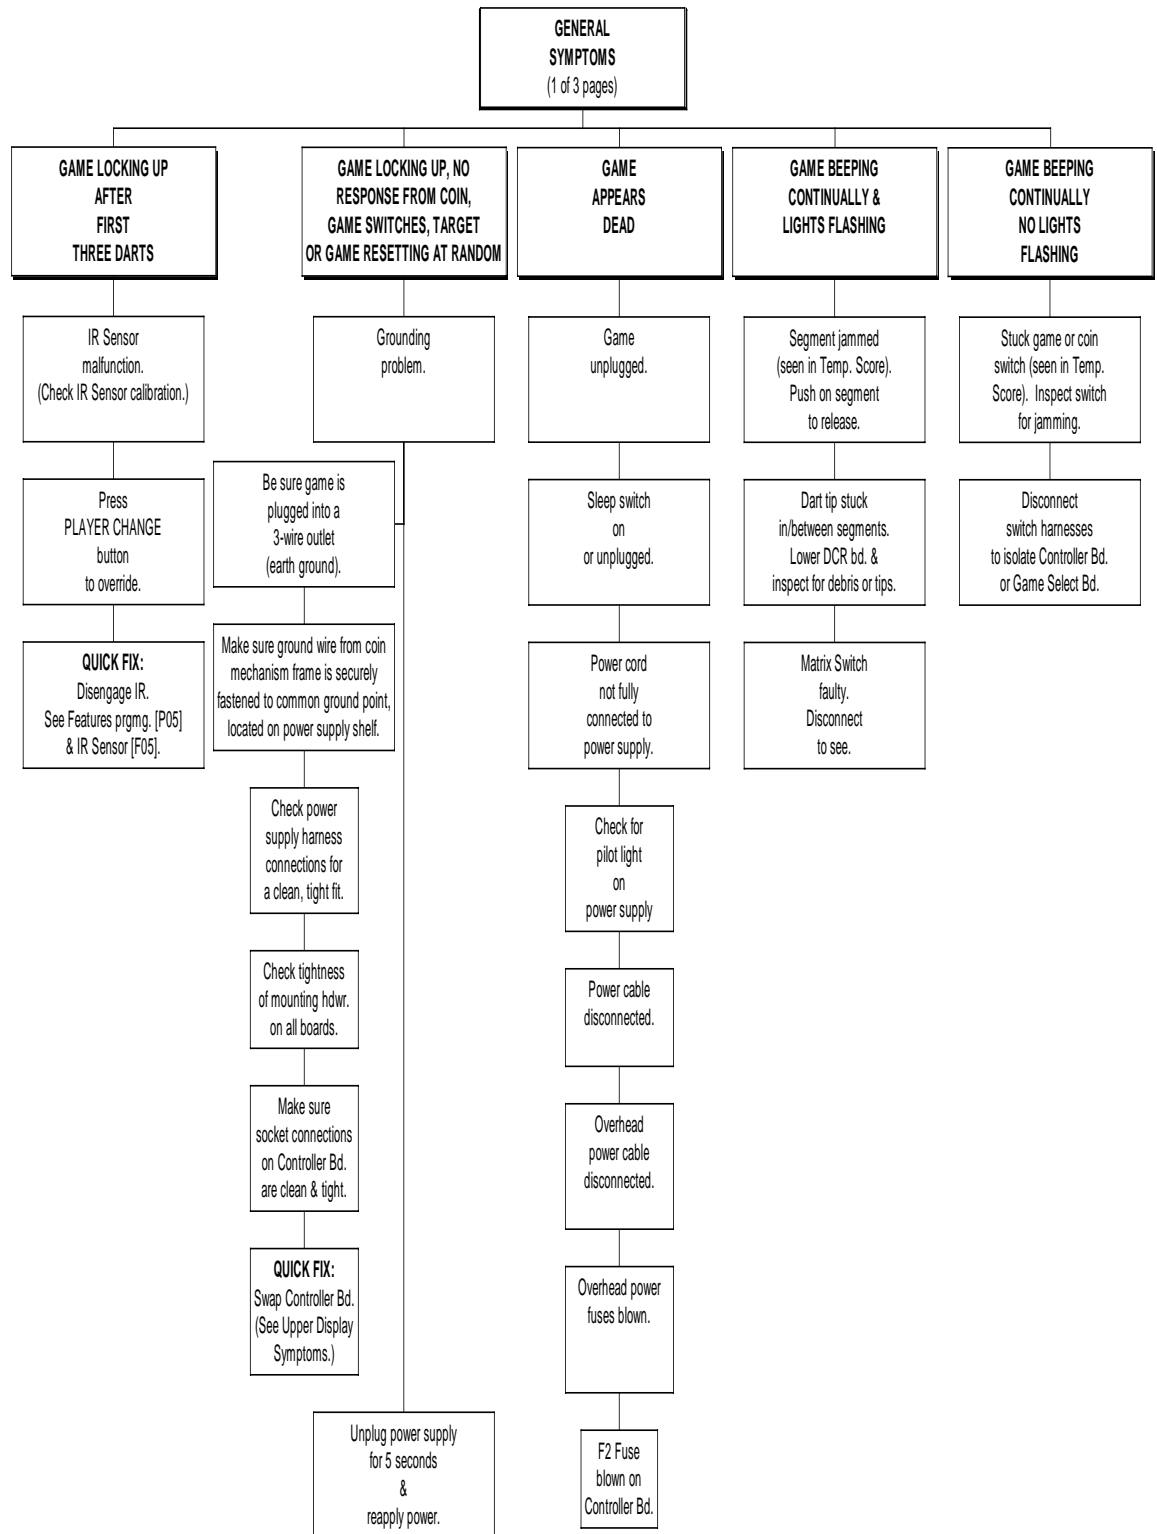 GENERAL
SYMPTOMS
(1 of 3 pages)
GAME LOCKING UP
AFTER
FIRST
THREE DARTS
IR Sensor
malfunction.
(Check IR Sensor calibration.)
Press
PLAYER CHANGE
button
to override.
QUICK FIX:
Disengage IR.
See Features prgmg. [P05]
& IR Sensor [F05].
GAME LOCKING UP, NO
RESPONSE FROM COIN,
GAME SWITCHES, TARGET
OR GAME RESETTING AT RANDOM
Grounding
problem.
Be sure game is
plugged into a
3-wire outlet
(earth ground).
Make sure ground wire from coin
mechanism frame is securely
fastened to common ground point,
located on power supply shelf.
Check power
supply harness
connections for
a clean, tight fit.
Check tightness
of mounting hdwr.
on all boards.
Make sure
socket connections
on Controller Bd.
are clean & tight.
QUICK FIX:
Swap Controller Bd.
(See Upper Display
Symptoms.)
Unplug power supply
for 5 seconds
&
reapply power.
GAME
APPEARS
DEAD
Game
unplugged.
Sleep switch
on
or unplugged.
Power cord
not fully
connected to
power supply.
Check for
pilot light
on
power supply
Power cable
disconnected.
Overhead
power cable
disconnected.
Overhead power
fuses blown.
F2 Fuse
blown on
Controller Bd.
GAME BEEPING
CONTINUALLY &
LIGHTS FLASHING
Segment jammed
(seen in Temp. Score).
Push on segment
to release.
Dart tip stuck
in/between segments.
Lower DCR bd. &
inspect for debris or tips.
Matrix Switch
faulty.
Disconnect
to see.
GAME BEEPING
CONTINUALLY
NO LIGHTS
FLASHING
Stuck game or coin
switch (seen in Temp.
Score). Inspect switch
for jamming.
Disconnect
switch harnesses
to isolate Controller Bd.
or Game Select Bd.